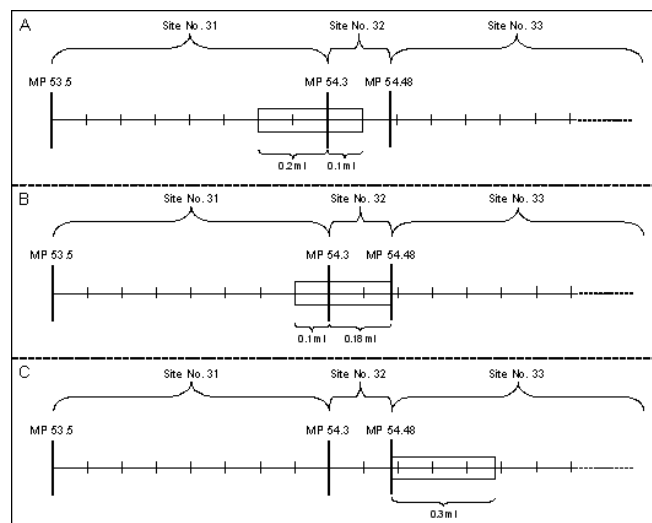 A
Site No. 31 Site No. 32 Site No. 33
MP 53.5 MP 54.3 MP 54.48
0.2mi 0.1mi
B
Site No. 31 Site No. 32 Site No. 33
MP 53.5 MP 54.3 MP 54.48
0.1mi 0.18mi
C
Site No. 31 Site No. 32 Site No. 33
MP 53.5 MP 54.3 MP 54.48
0.3mi